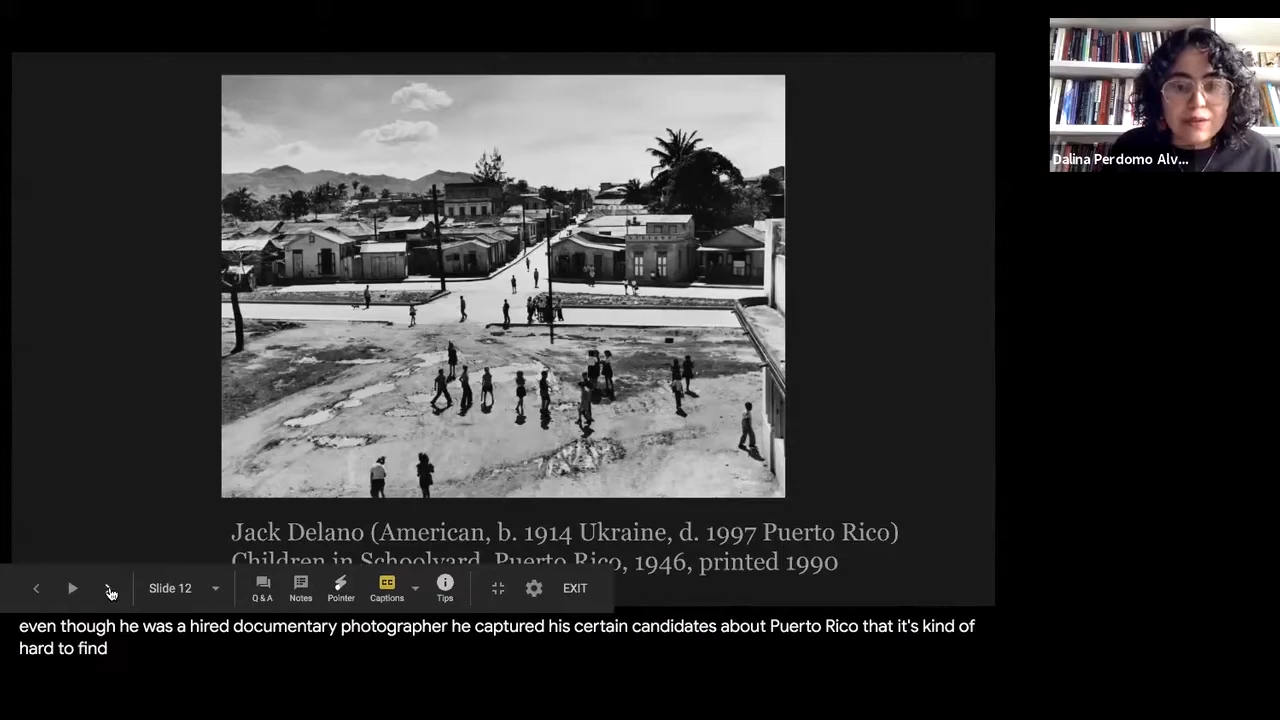 Dalina Perdomo Alv...
Jack Delano (American, b. 1914 Ukraine, d. 1997 Puerto Rico)
Children in Schoolyard, Puerto Rico, 1946, printed 1990
Slide 12
Q & A
Notes
Pointer
CC
Captions
Tips
EXIT
even though he was a hired documentary photographer he captured his certain candidates about Puerto Rico that it's kind of
hard to find